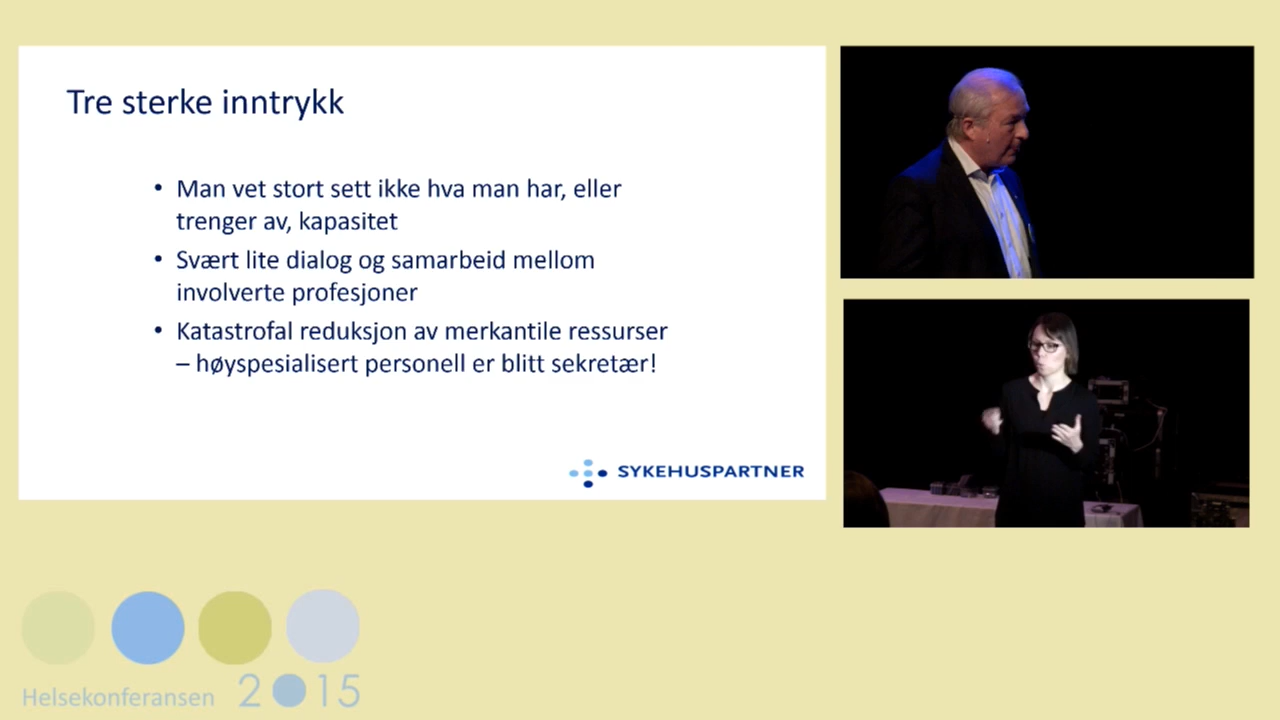 Tre sterke inntrykk
• Man vet stort sett ikke hva man har, eller
trenger av, kapasitet
• Svært lite dialog og samarbeid mellom
involverte profesjoner
• Katastrofal reduksjon av merkantile ressurser
– høyspesialisert personell er blitt sekretær!
SYKEHUSPARTNER
Helsekonferansen 2015